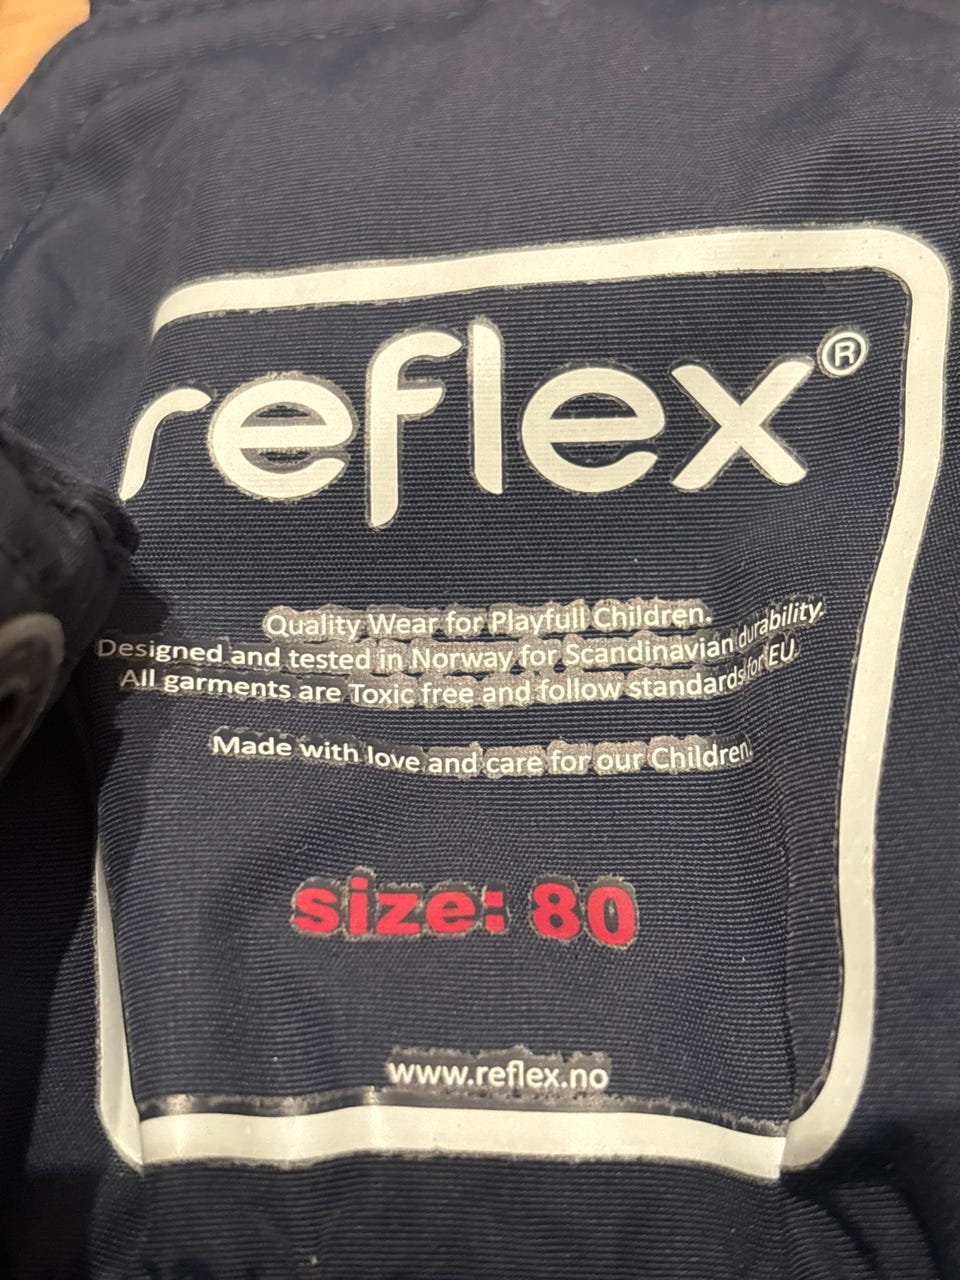 reflex®
Quality Wear for Playfull Children.
Designed and tested in Norway for Scandinavian durability.
All garments are Toxic free and follow standards for EU.
Made with love and care for our Children.
size: 80
www.reflex.no